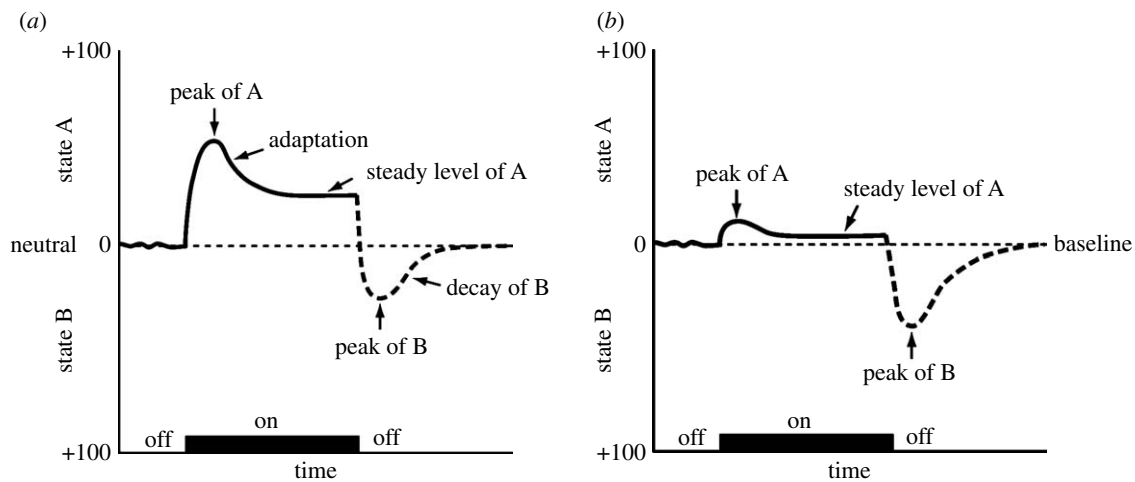 (a)
+100
peak of A
adaptation
state A
steady level of A
neutral
0
decay of B
state B
peak of B
on
off
off
+100
time
(b)
+100
state A
peak of A
steady level of A
0
baseline
state B
peak of B
on
off
off
+100
time